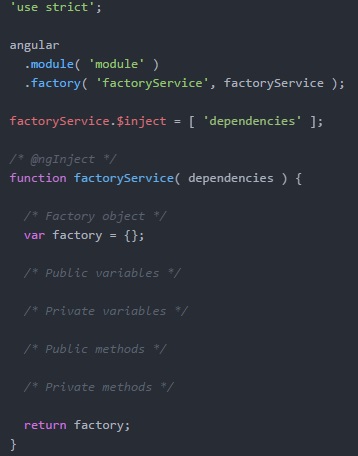 'use strict';
angular
.module( 'module' )
.factory( 'factoryService', factoryService );
factoryService.$inject = [ 'dependencies' ];
/* @ngInject */
function factoryService( dependencies ) {
/* Factory object */
var factory = {};
/* Public variables */
/* Private variables */
/* Public methods */
/* Private methods */
return factory;
}